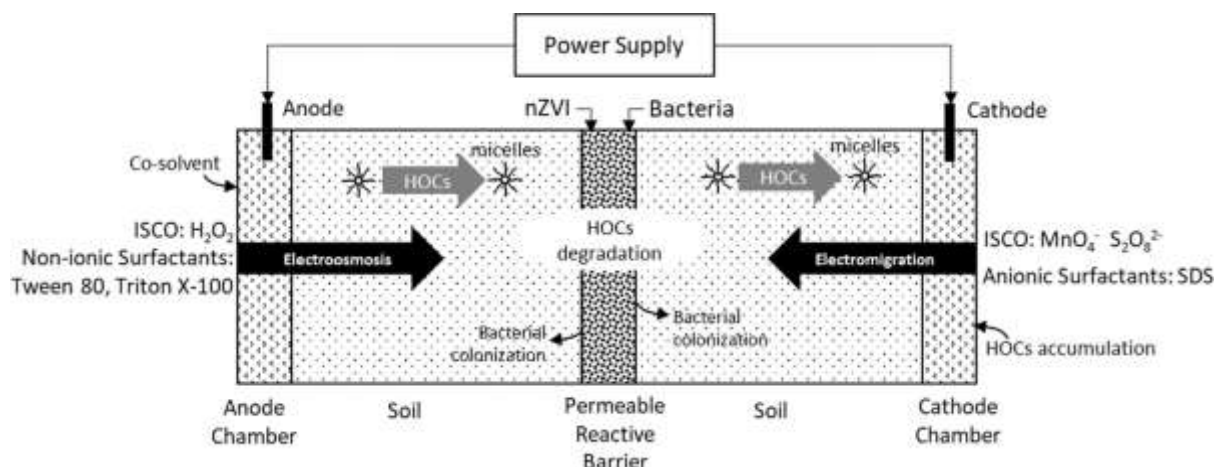 Power Supply
Anode
nZVI
Bacteria
Cathode
Co-solvent
micelles
HOCs
micelles
HOCs
ISCO: H₂O₂
Non-ionic Surfactants:
Tween 80, Triton X-100
Electroosmosis
HOCs
degradation
Electromigration
ISCO: MnO₄⁻ S₂O₈²⁻
Anionic Surfactants: SDS
Bacterial
colonization
Bacterial
colonization
HOCs accumulation
Anode
Chamber
Soil
Permeable
Reactive
Barrier
Soil
Cathode
Chamber